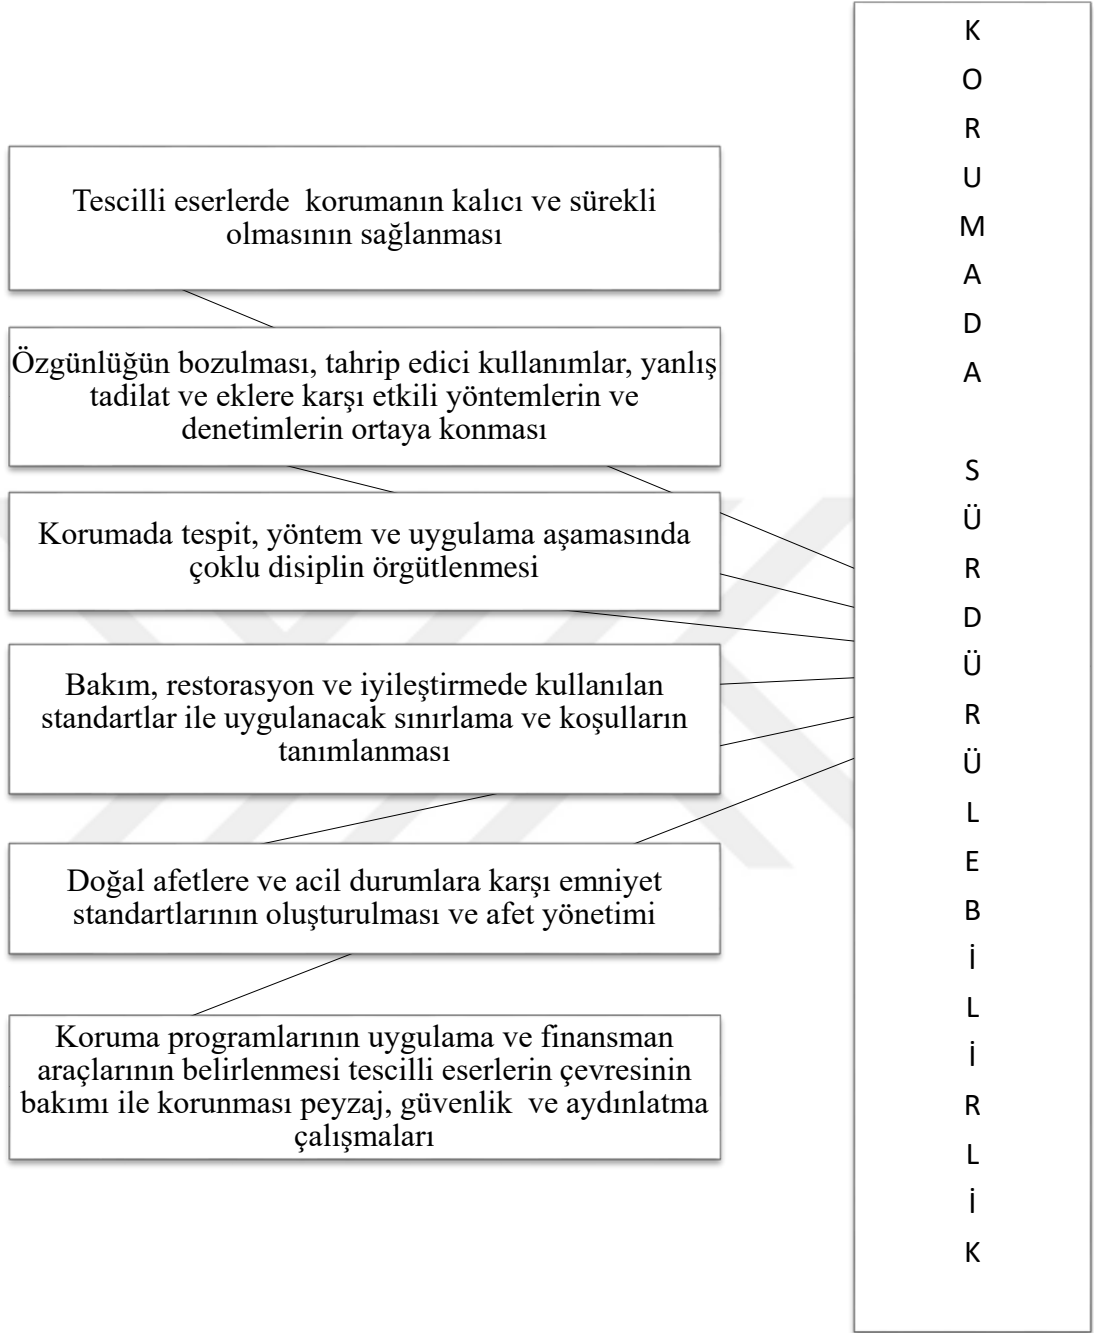 Tescilli eserlerde korumanın kalıcı ve sürekli
olmasının sağlanması
Özgünlüğün bozulması, tahrip edici kullanımlar, yanlış
tadilat ve eklere karşı etkili yöntemlerin ve
denetimlerin ortaya konması
Korumada tespit, yöntem ve uygulama aşamasında
çoklu disiplin örgütlenmesi
Bakım, restorasyon ve iyileştirmede kullanılan
standartlar ile uygulanacak sınırlama ve koşulların
tanımlanması
Doğal afetlere ve acil durumlara karşı emniyet
standartlarının oluşturulması ve afet yönetimi
Koruma programlarının uygulama ve finansman
araçlarının belirlenmesi tescilli eserlerin çevresinin
bakımı ile korunması peyzaj, güvenlik ve aydınlatma
çalışmaları
K
O
R
U
M
A
D
A
S
Ü
R
D
Ü
R
Ü
L
E
B
İ
L
İ
R
L
İ
K